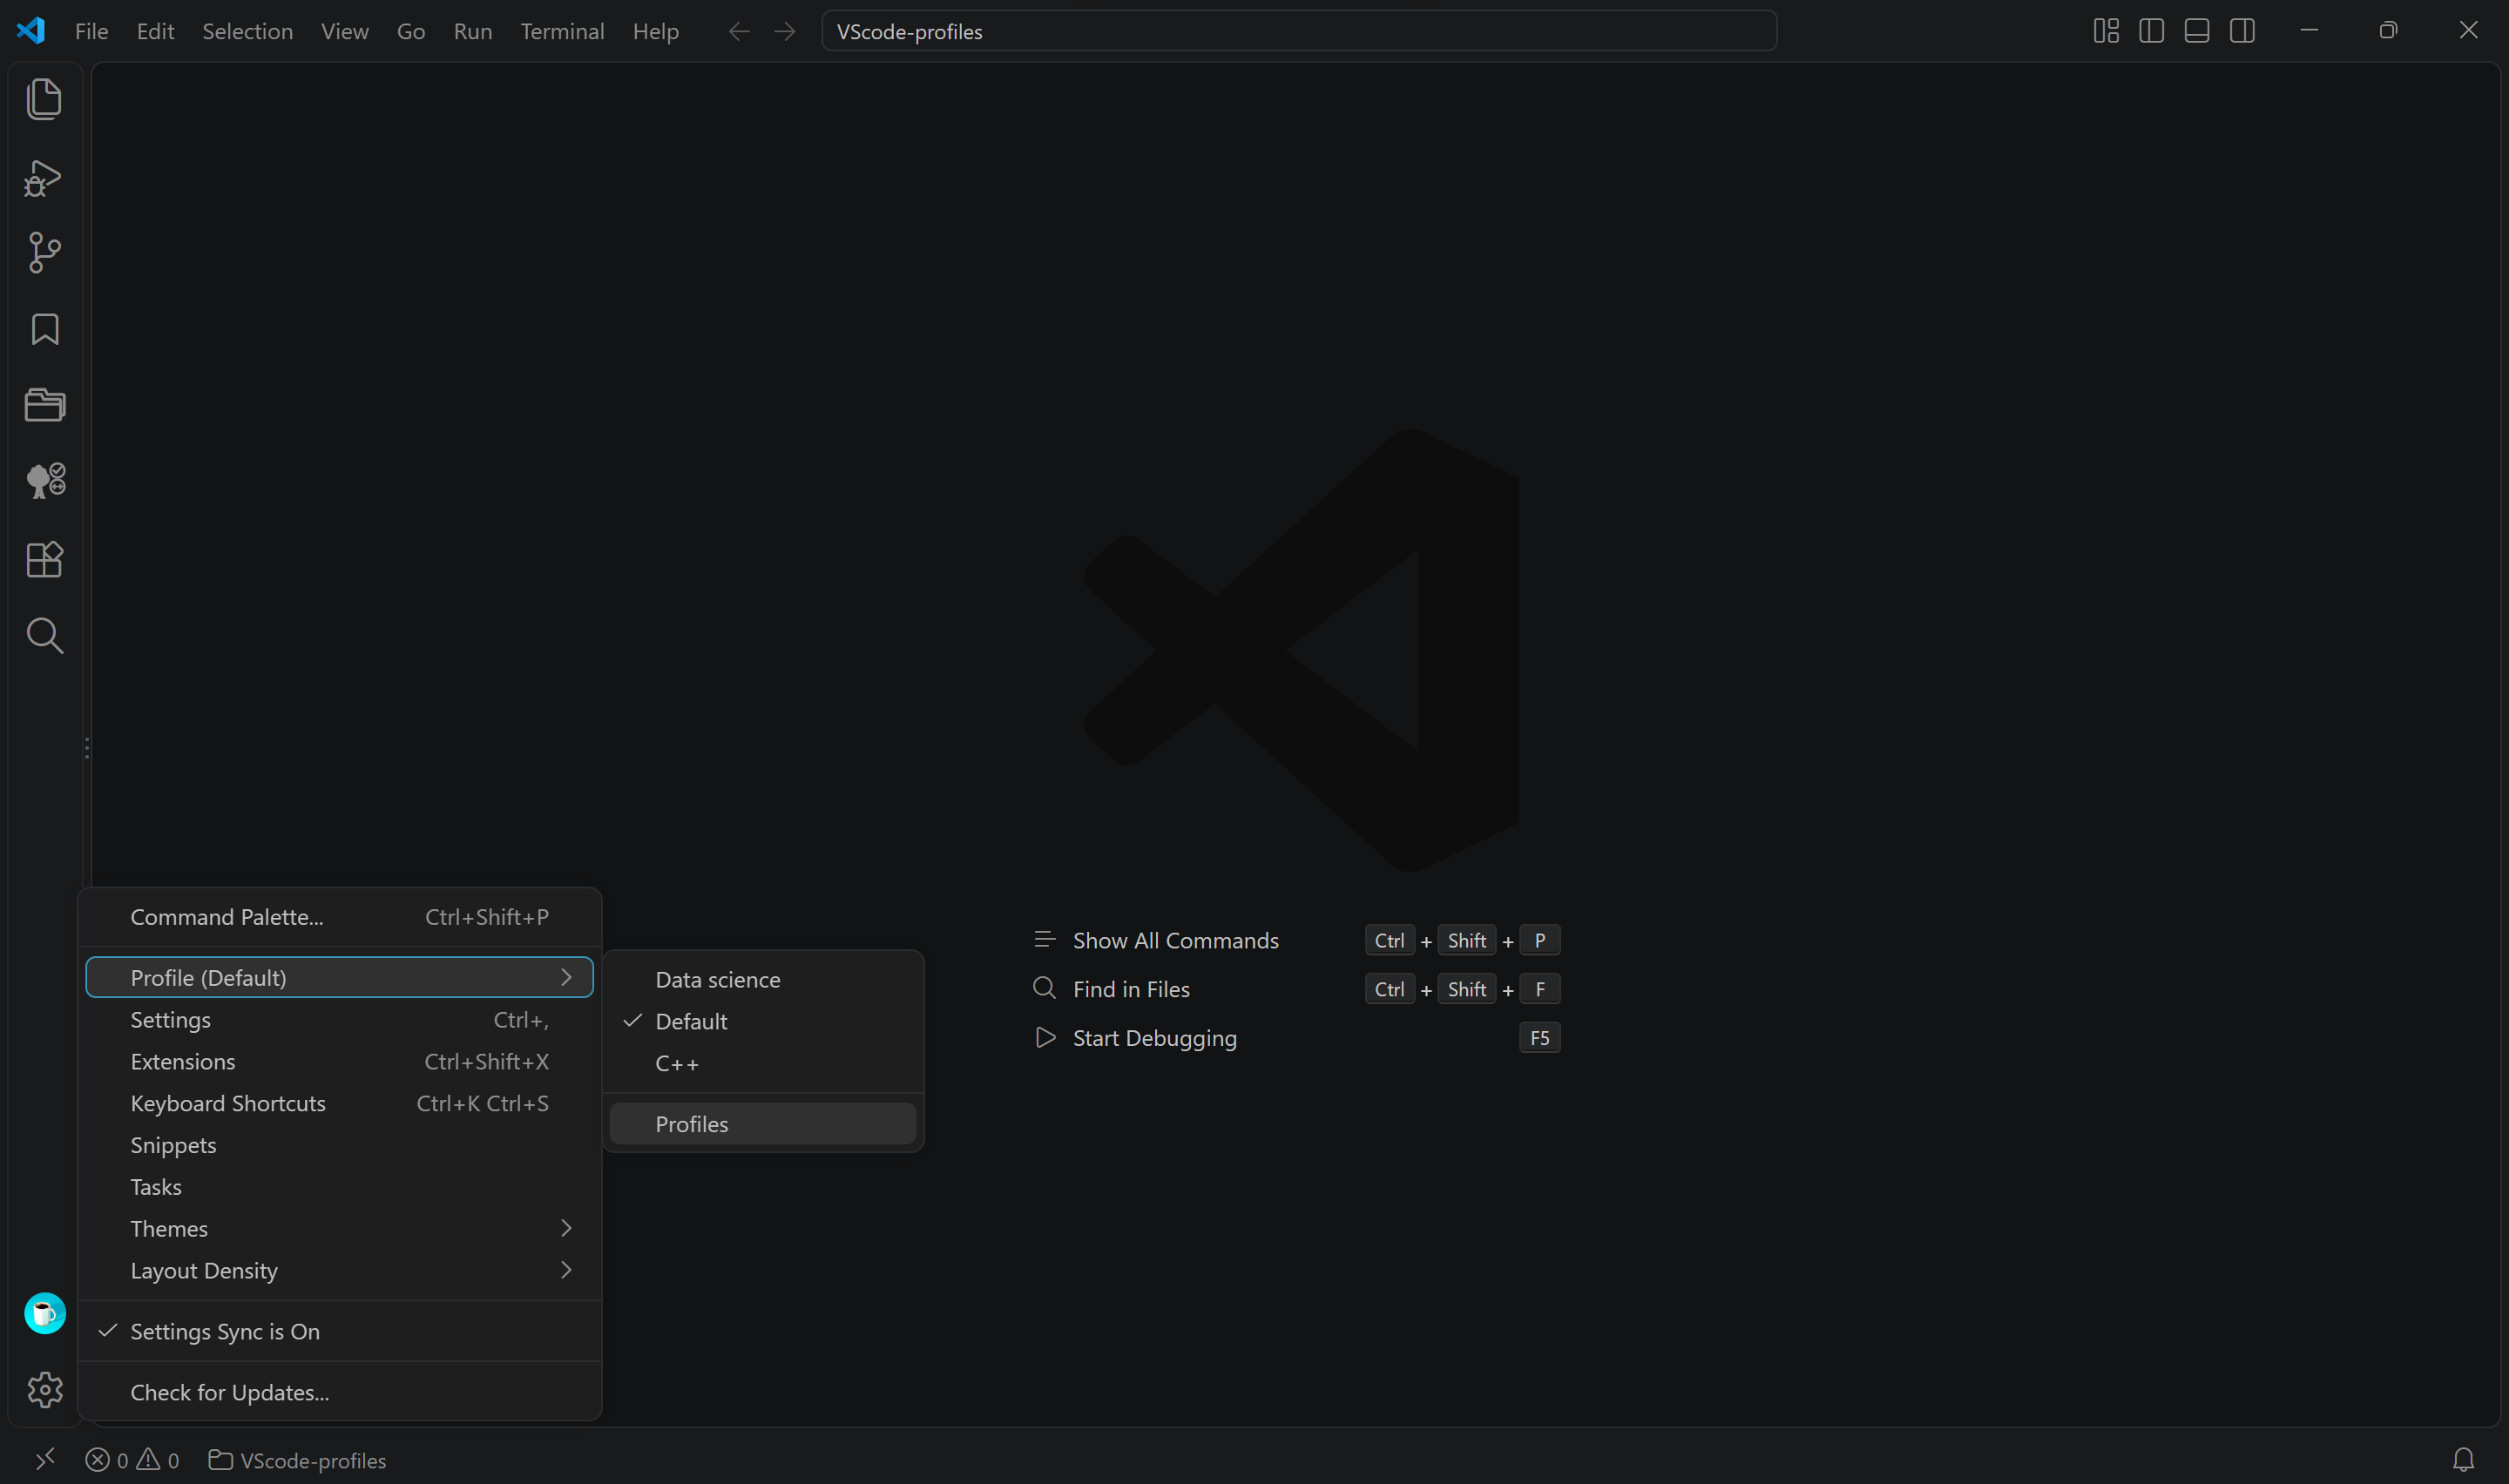 File Edit Selection View Go Run Terminal Help VScode-profiles
Show All Commands Ctrl + Shift + P
Find in Files Ctrl + Shift + F
Start Debugging F5
Command Palette... Ctrl+Shift+P
Profile (Default)
Settings Ctrl+,
Extensions Ctrl+Shift+X
Keyboard Shortcuts Ctrl+K Ctrl+S
Snippets
Tasks
Themes
Layout Density
Settings Sync is On
Check for Updates...
Data science
Default
C++
Profiles
0 0 VScode-profiles